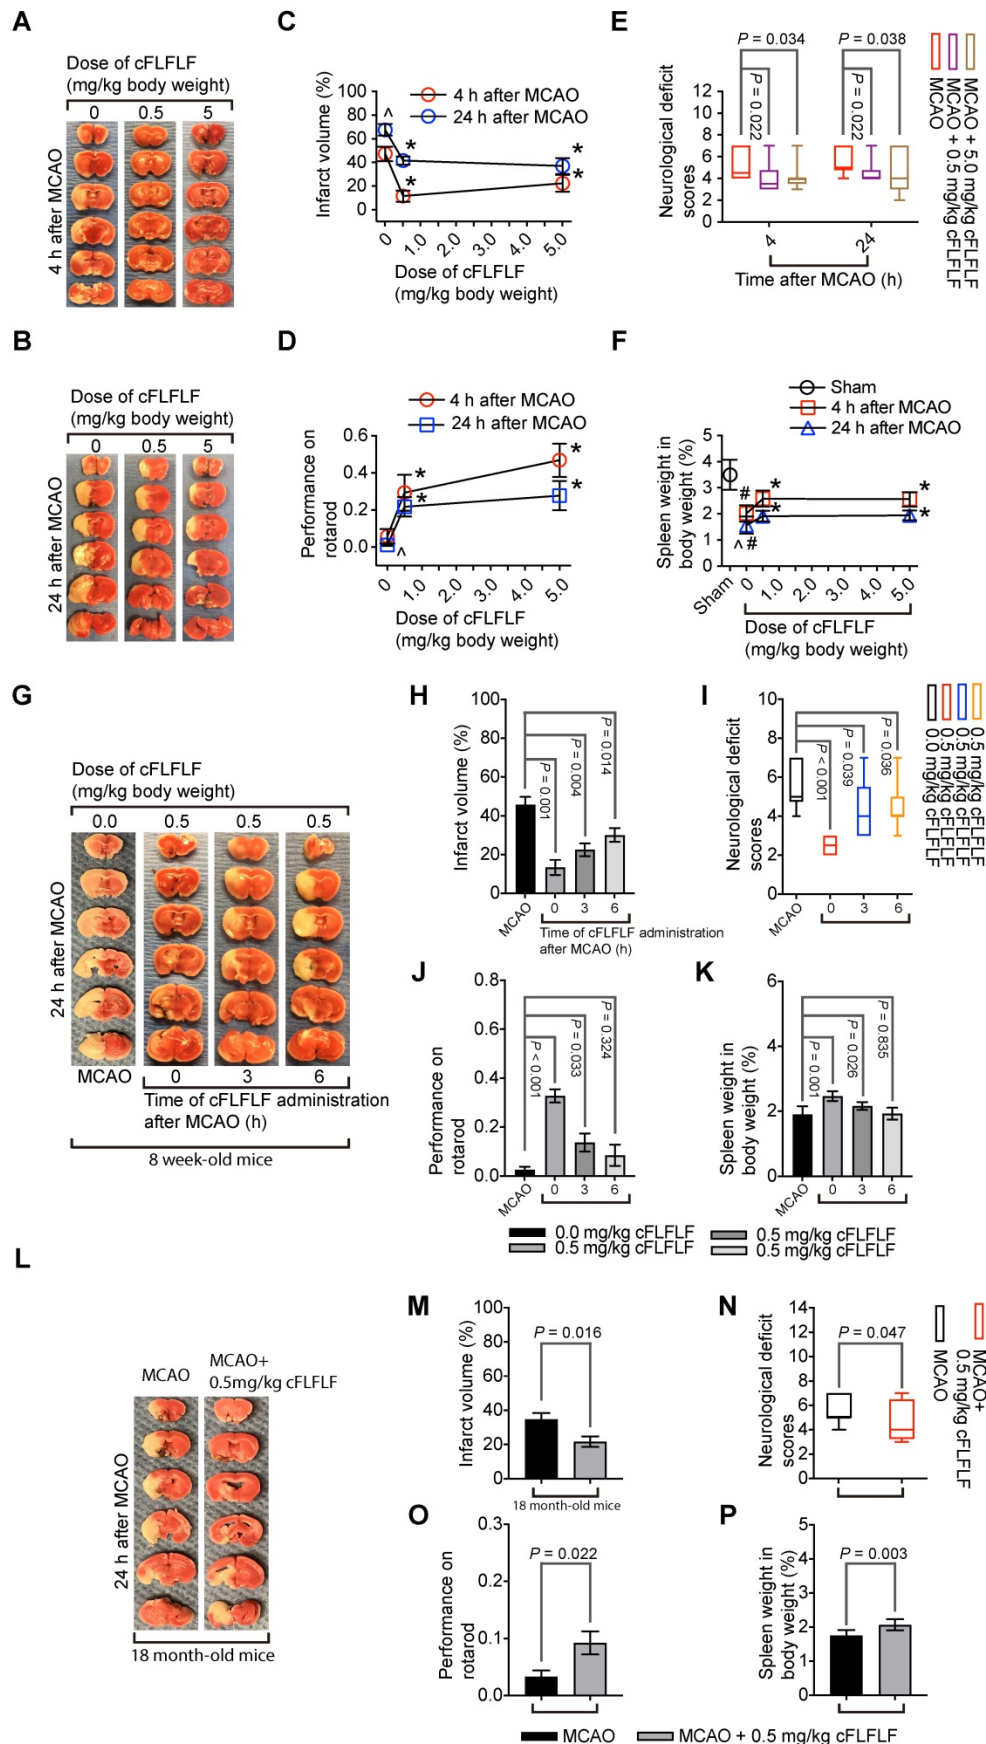 A
Dose of cFLFLF
(mg/kg body weight)
0 0.5 5
4 h after MCAO
B
Dose of cFLFLF
(mg/kg body weight)
0 0.5 5
24 h after MCAO
C
Infarct volume (%)
100
80
60
40
20
0
4 h after MCAO
24 h after MCAO
^
*
*
*
*
0 1.0 2.0 3.0 4.0 5.0
Dose of cFLFLF
(mg/kg body weight)
D
4 h after MCAO
24 h after MCAO
Performance on
rotarod
0.6
0.4
0.2
0.0
*
*
*
*
^
0 1.0 2.0 3.0 4.0 5.0
Dose of cFLFLF
(mg/kg body weight)
E
P = 0.034
P = 0.038
P = 0.022
P = 0.022
Neurological deficit
scores
12
10
8
6
4
2
0
4 24
Time after MCAO (h)
MCAO
MCAO + 0.5 mg/kg cFLFLF
MCAO + 5.0 mg/kg cFLFLF
F
Sham
4 h after MCAO
24 h after MCAO
Spleen weight in
body weight (%)
5
4
3
2
1
0
#
*
*
*
*
^#
Sham 0 1.0 2.0 3.0 4.0 5.0
Dose of cFLFLF
(mg/kg body weight)
G
Dose of cFLFLF
(mg/kg body weight)
0.0 0.5 0.5 0.5
24 h after MCAO
MCAO 0 3 6
Time of cFLFLF administration
after MCAO (h)
8 week-old mice
H
Infarct volume (%)
100
80
60
40
20
0
P = 0.001
P = 0.004
P = 0.014
MCAO 0 3 6
Time of cFLFLF administration
after MCAO (h)
I
Neurological deficit
scores
10
8
6
4
2
0
P < 0.001
P = 0.039
P = 0.036
MCAO 0 3 6
0.0 mg/kg cFLFLF
0.5 mg/kg cFLFLF
0.5 mg/kg cFLFLF
0.5 mg/kg cFLFLF
J
Performance on
rotarod
0.8
0.6
0.4
0.2
0.0
P < 0.001
P = 0.033
P = 0.324
MCAO 0 3 6
K
Spleen weight in
body weight (%)
6
4
2
0
P = 0.001
P = 0.026
P = 0.835
MCAO 0 3 6
0.0 mg/kg cFLFLF 0.5 mg/kg cFLFLF
0.5 mg/kg cFLFLF 0.5 mg/kg cFLFLF
L
MCAO
MCAO+
0.5mg/kg cFLFLF
24 h after MCAO
18 month-old mice
M
Infarct volume (%)
100
80
60
40
20
0
P = 0.016
18 month-old mice
N
Neurological deficit
scores
14
12
10
8
6
4
2
0
P = 0.047
MCAO
MCAO+
0.5 mg/kg cFLFLF
O
Performance on
rotarod
0.3
0.2
0.1
0.0
P = 0.022
P
Spleen weight in
body weight (%)
5
4
3
2
1
0
P = 0.003
MCAO MCAO + 0.5 mg/kg cFLFLF